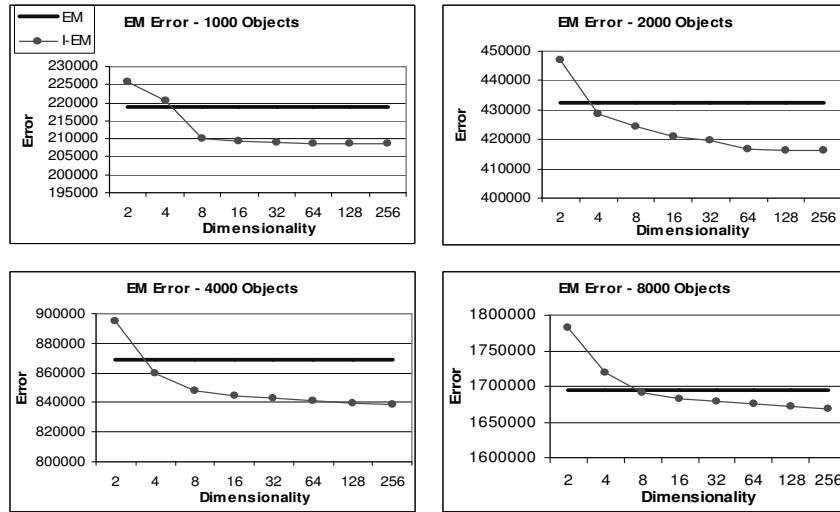 EM
I-EM
EM Error - 1000 Objects
Error
230000
225000
220000
215000
210000
205000
200000
195000
2 4 8 16 32 64 128 256
Dimensionality
EM Error - 2000 Objects
Error
450000
440000
430000
420000
410000
400000
2 4 8 16 32 64 128 256
Dimensionality
EM Error - 4000 Objects
Error
900000
880000
860000
840000
820000
800000
2 4 8 16 32 64 128 256
Dimensionality
EM Error - 8000 Objects
Error
1800000
1750000
1700000
1650000
1600000
2 4 8 16 32 64 128 256
Dimensionality